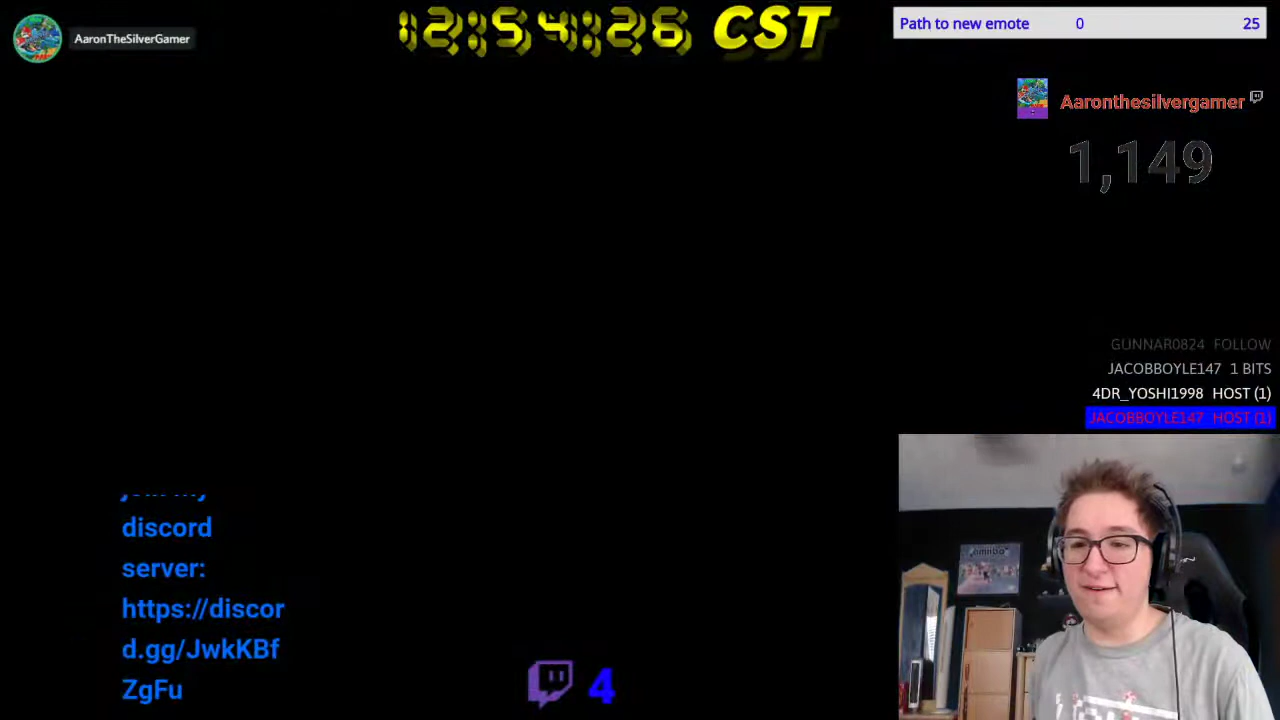 AaronTheSilverGamer
12:54:26 CST
Path to new emote 0 25
Aaronthesilvergamer
1,149
GUNNAR0824 FOLLOW
JACOBBOYLE147 1 BITS
4DR_YOSHI1998 HOST (1)
JACOBBOYLE147 HOST (1)
discord
server:
https://discor
d.gg/JwkKBf
ZgFu
4
amiibo